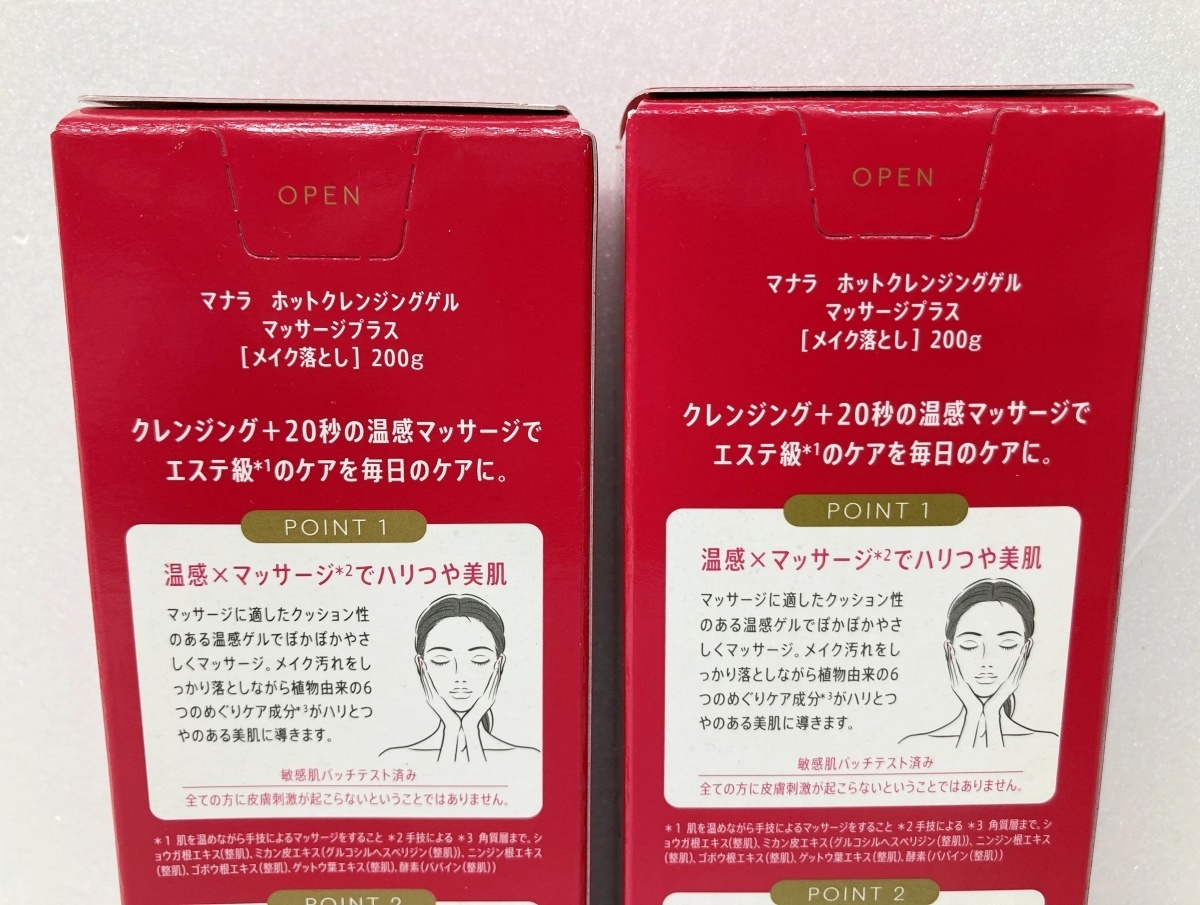 OPEN
マナラ　ホットクレンジングゲル
マッサージプラス
[メイク落とし] 200g
クレンジング＋20秒の温感マッサージで
エステ級*1のケアを毎日のケアに。
POINT 1
温感×マッサージ*2でハリつや美肌
マッサージに適したクッション性
のある温感ゲルでぽかぽかやさ
しくマッサージ。メイク汚れをし
っかり落としながら植物由来の6
つのめぐりケア成分*3がハリとつ
やのある美肌に導きます。
敏感肌パッチテスト済み
全ての方に皮膚刺激が起こらないということではありません。
*1 肌を温めながら手技によるマッサージをすること *2 手技による *3 角質層まで。シ
ョウガ根エキス(整肌)、ミカン皮エキス(グルコシルヘスペリジン(整肌))、ニンジン根エキス
(整肌)、ゴボウ根エキス(整肌)、ゲットウ葉エキス(整肌)、酵素(パパイン(整肌))
POINT 2
OPEN
マナラ　ホットクレンジングゲル
マッサージプラス
[メイク落とし] 200g
クレンジング＋20秒の温感マッサージで
エステ級*1のケアを毎日のケアに。
POINT 1
温感×マッサージ*2でハリつや美肌
マッサージに適したクッション性
のある温感ゲルでぽかぽかやさ
しくマッサージ。メイク汚れをし
っかり落としながら植物由来の6
つのめぐりケア成分*3がハリとつ
やのある美肌に導きます。
敏感肌パッチテスト済み
全ての方に皮膚刺激が起こらないということではありません。
*1 肌を温めながら手技によるマッサージをすること *2 手技による *3 角質層まで。シ
ョウガ根エキス(整肌)、ミカン皮エキス(グルコシルヘスペリジン(整肌))、ニンジン根エキス
(整肌)、ゴボウ根エキス(整肌)、ゲットウ葉エキス(整肌)、酵素(パパイン(整肌))
POINT 2